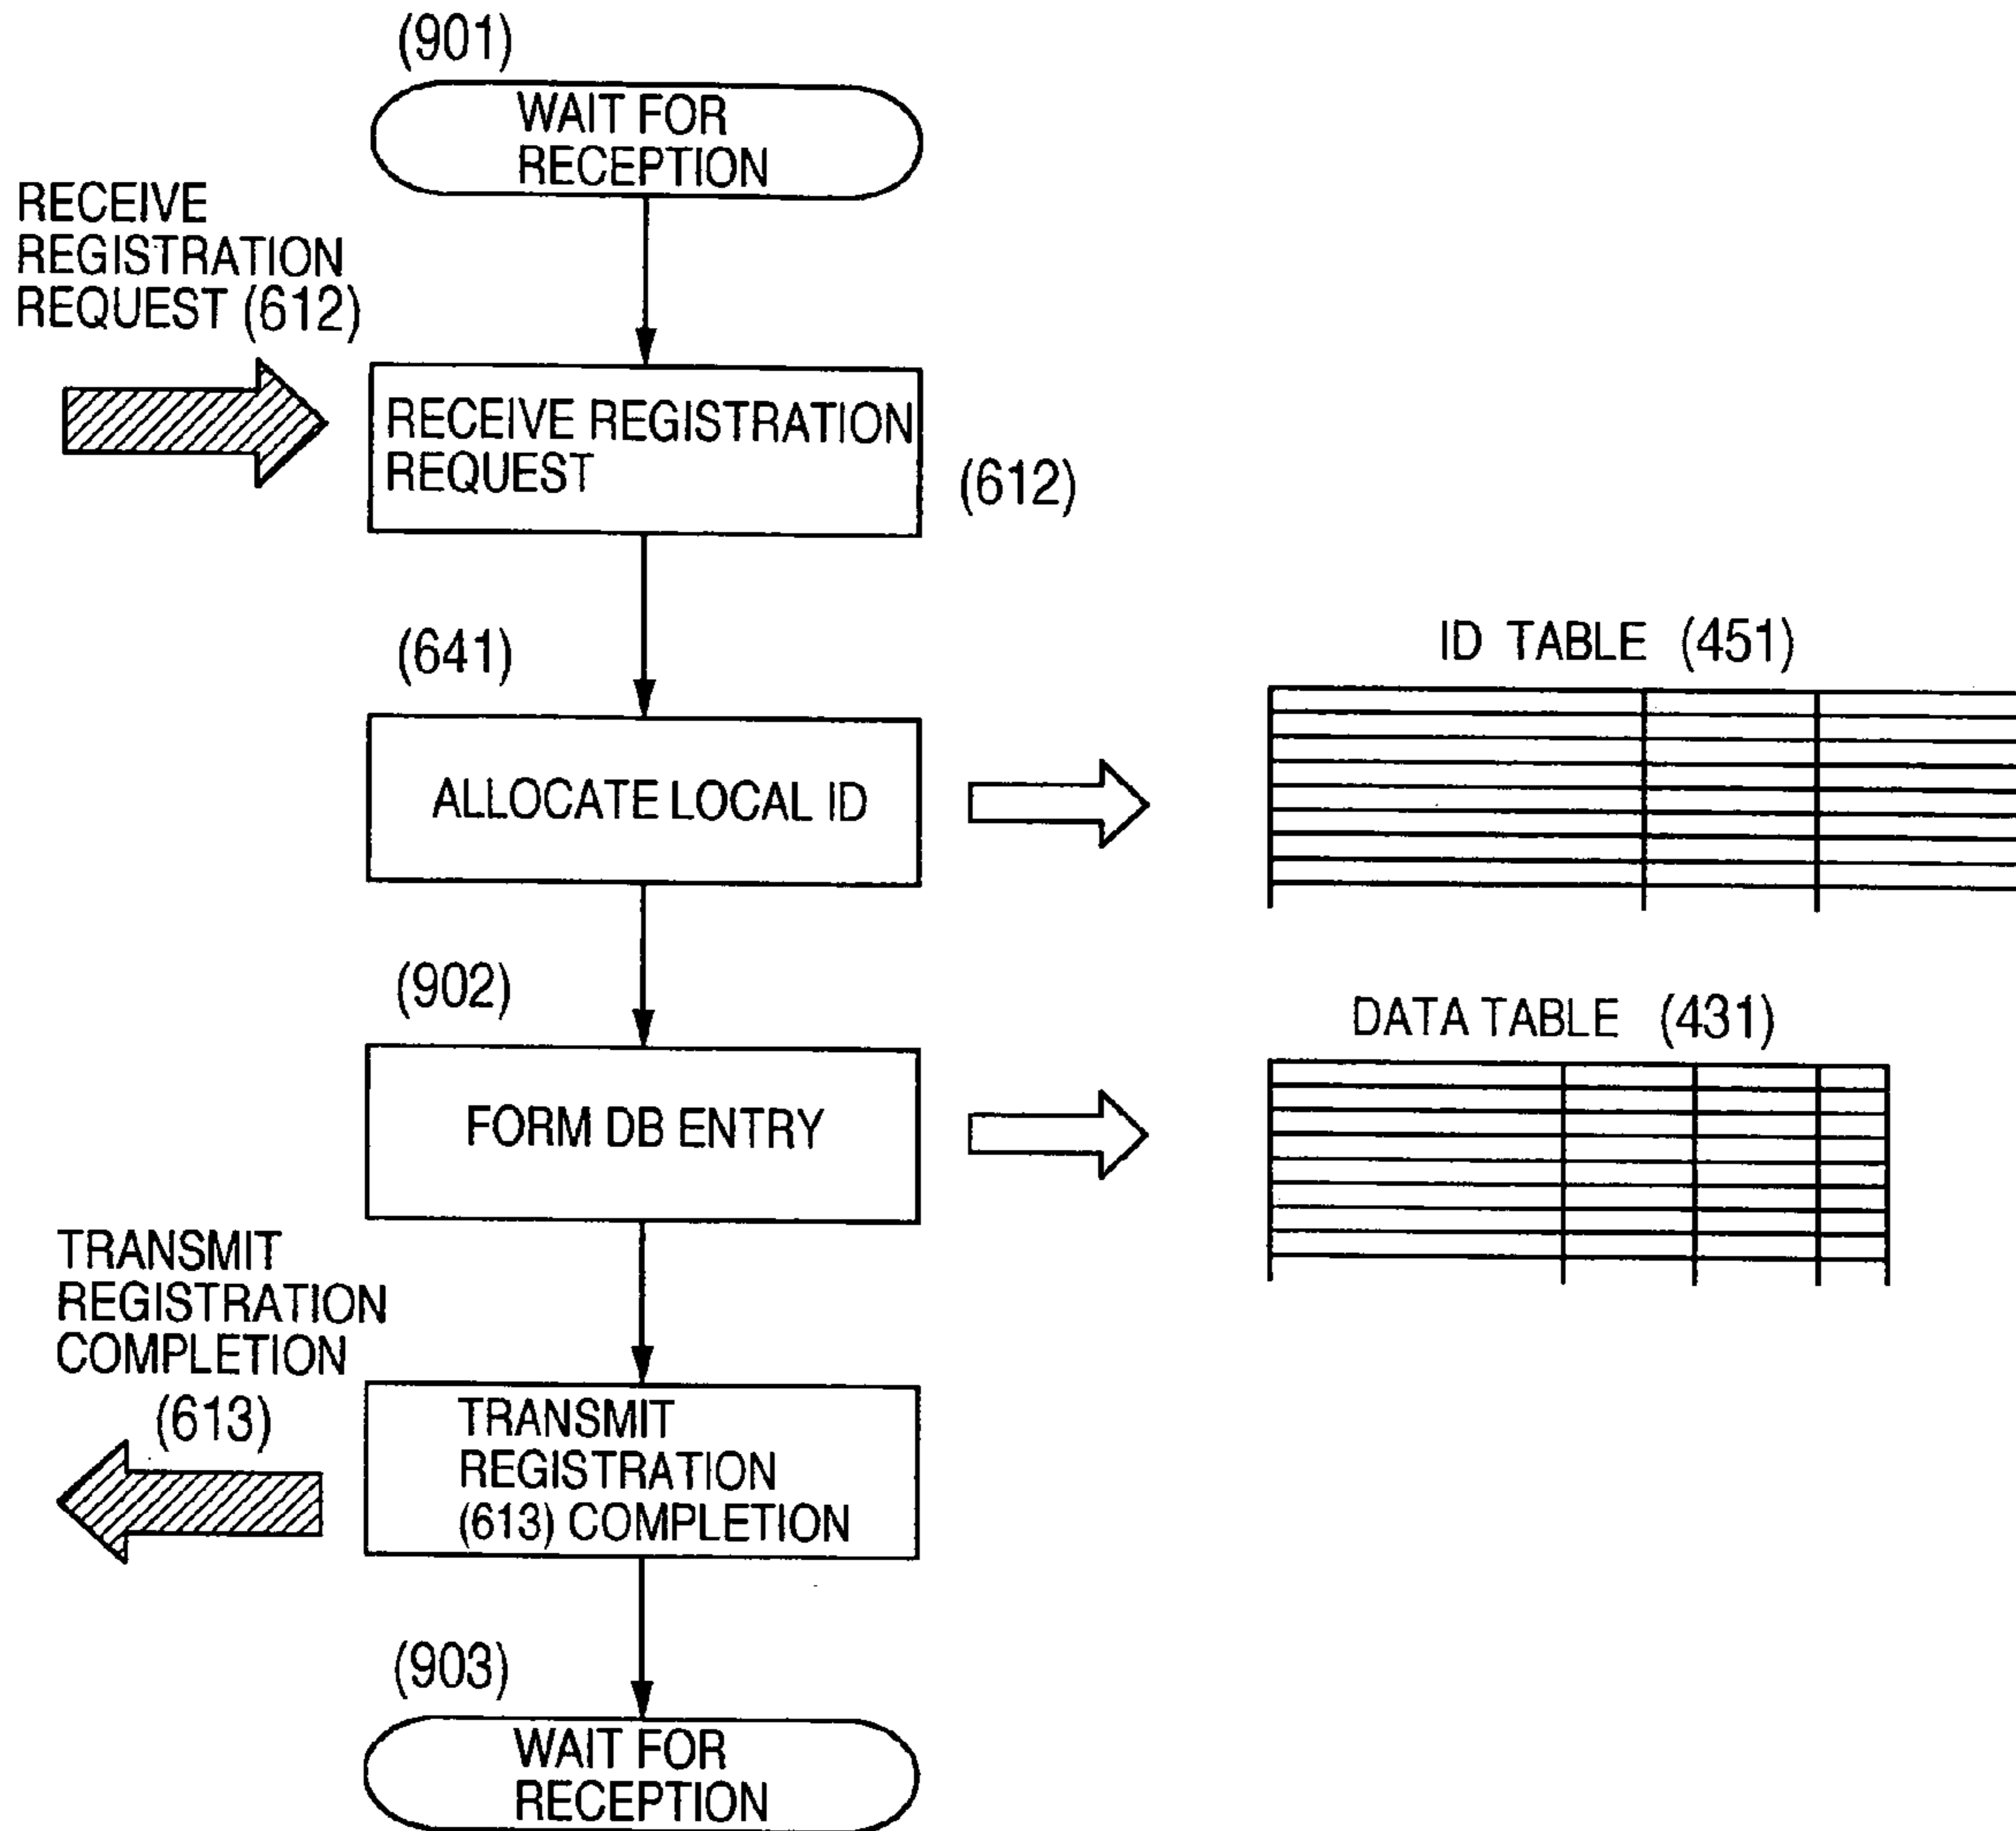 (901)
WAIT FOR
RECEPTION
RECEIVE
REGISTRATION
REQUEST (612)
RECEIVE REGISTRATION
REQUEST
(612)
(641)
ALLOCATE LOCAL ID
ID TABLE (451)
(902)
FORM DB ENTRY
DATA TABLE (431)
TRANSMIT
REGISTRATION
COMPLETION
(613)
TRANSMIT
REGISTRATION
(613) COMPLETION
(903)
WAIT FOR
RECEPTION